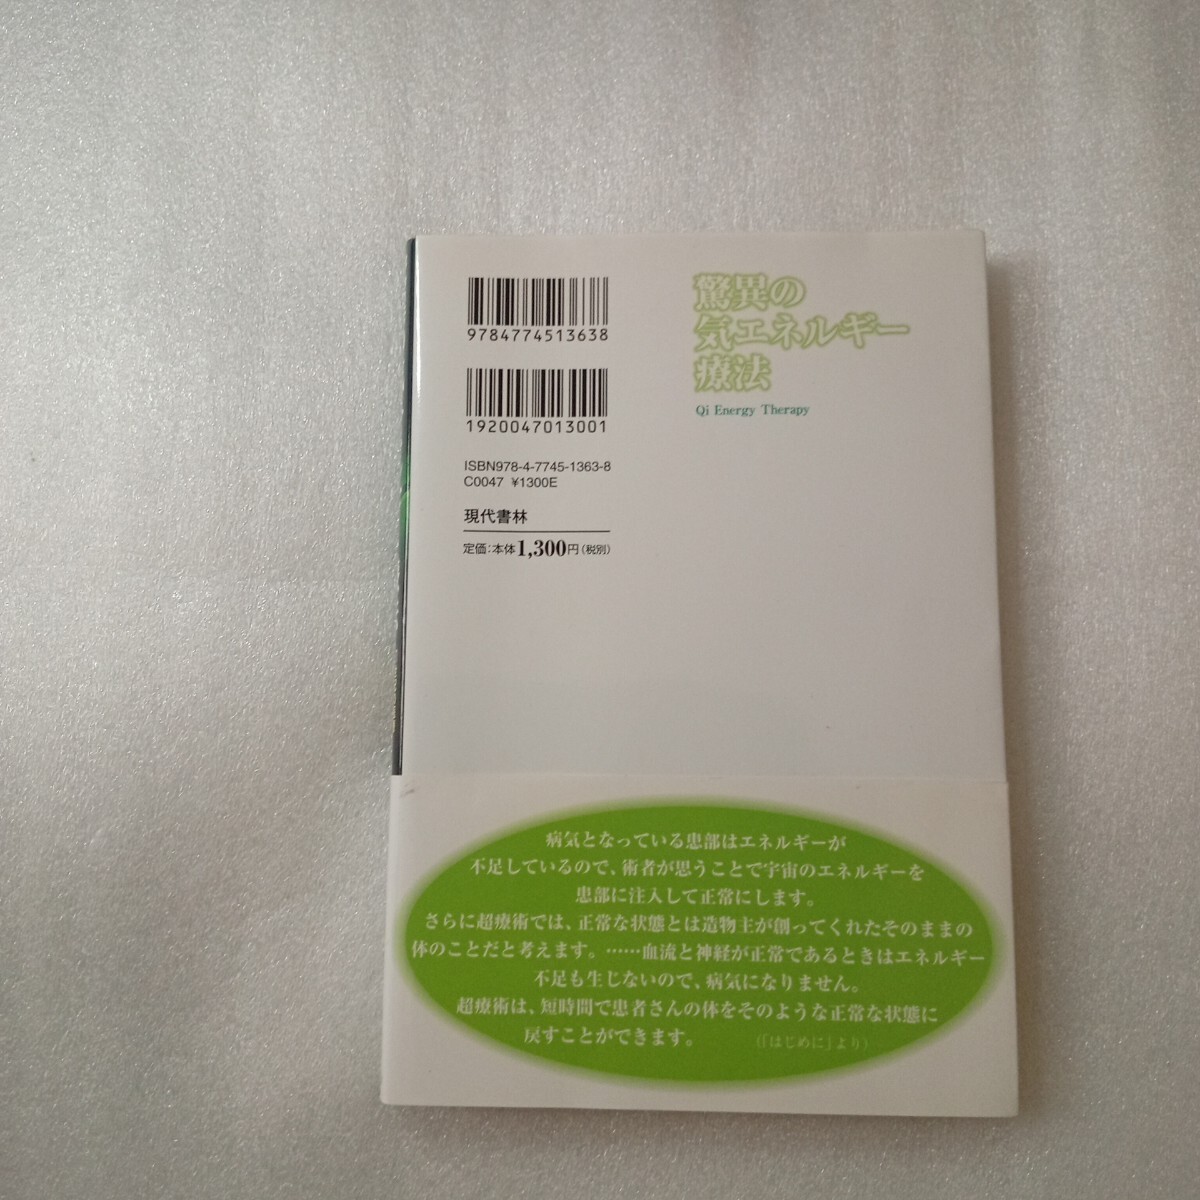 驚異の
気エネルギー
療法
Qi Energy Therapy
9784774513638
1920047013001
ISBN978-4-7745-1363-8
C0047 ¥1300E
現代書林
定価:本体1,300円(税別)
病気となっている患部はエネルギーが
不足しているので、術者が思うことで宇宙のエネルギーを
患部に注入して正常にします。
さらに超療術では、正常な状態とは造物主が創ってくれたそのままの
体のことだと考えます。……血流と神経が正常であるときはエネルギー
不足も生じないので、病気になりません。
超療術は、短時間で患者さんの体をそのような正常な状態に
戻すことができます。
(「はじめに」より)